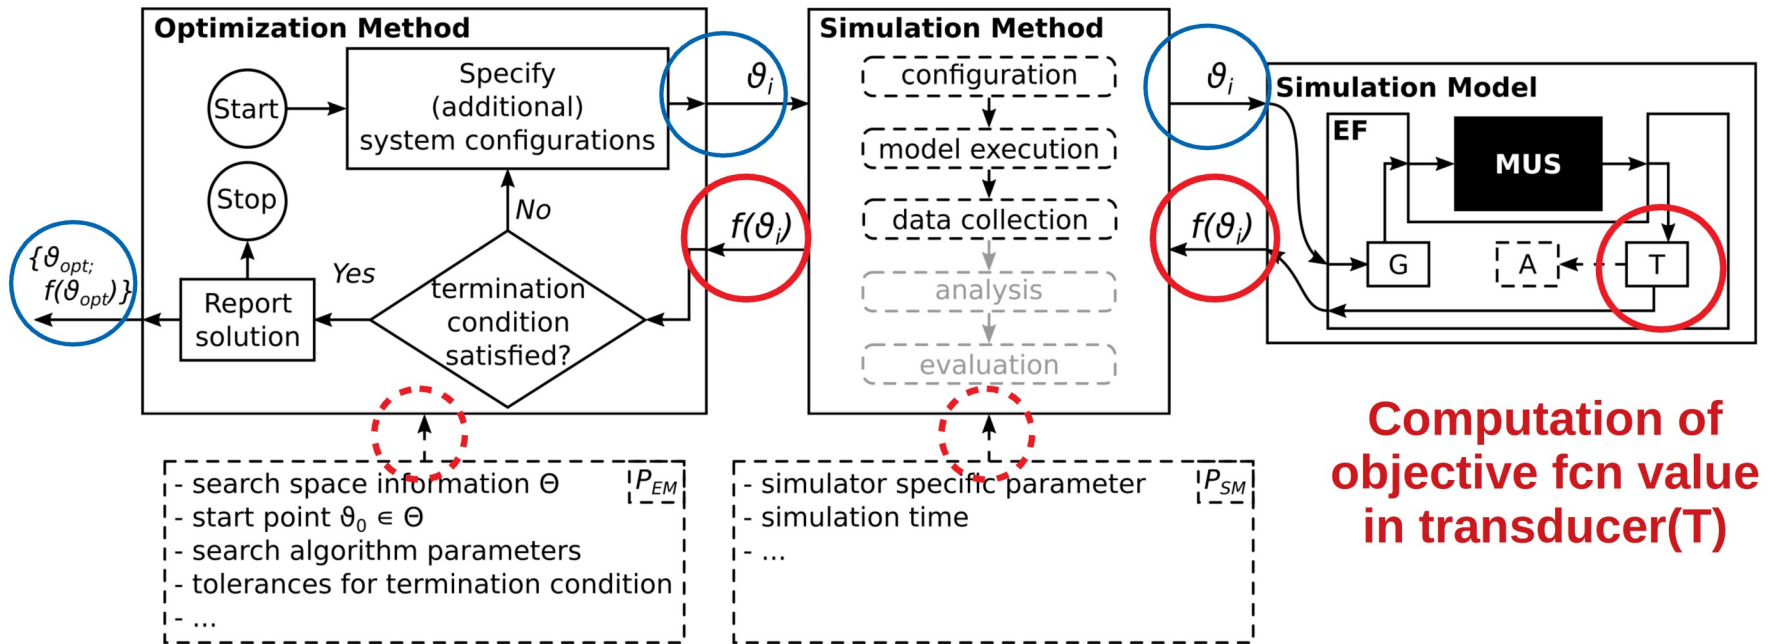 Optimization Method
Start
Specify
(additional)
system configurations
Stop
No
Yes
termination
condition
satisfied?
Report
solution
{ϑopt;
f(ϑopt)}
ϑi
f(ϑi)
Simulation Method
configuration
model execution
data collection
analysis
evaluation
ϑi
f(ϑi)
Simulation Model
EF
MUS
G
A
T
- search space information Θ
- start point ϑ0 ∈ Θ
- search algorithm parameters
- tolerances for termination condition
- ...
PEM
- simulator specific parameter
- simulation time
- ...
PSM
Computation of
objective fcn value
in transducer(T)